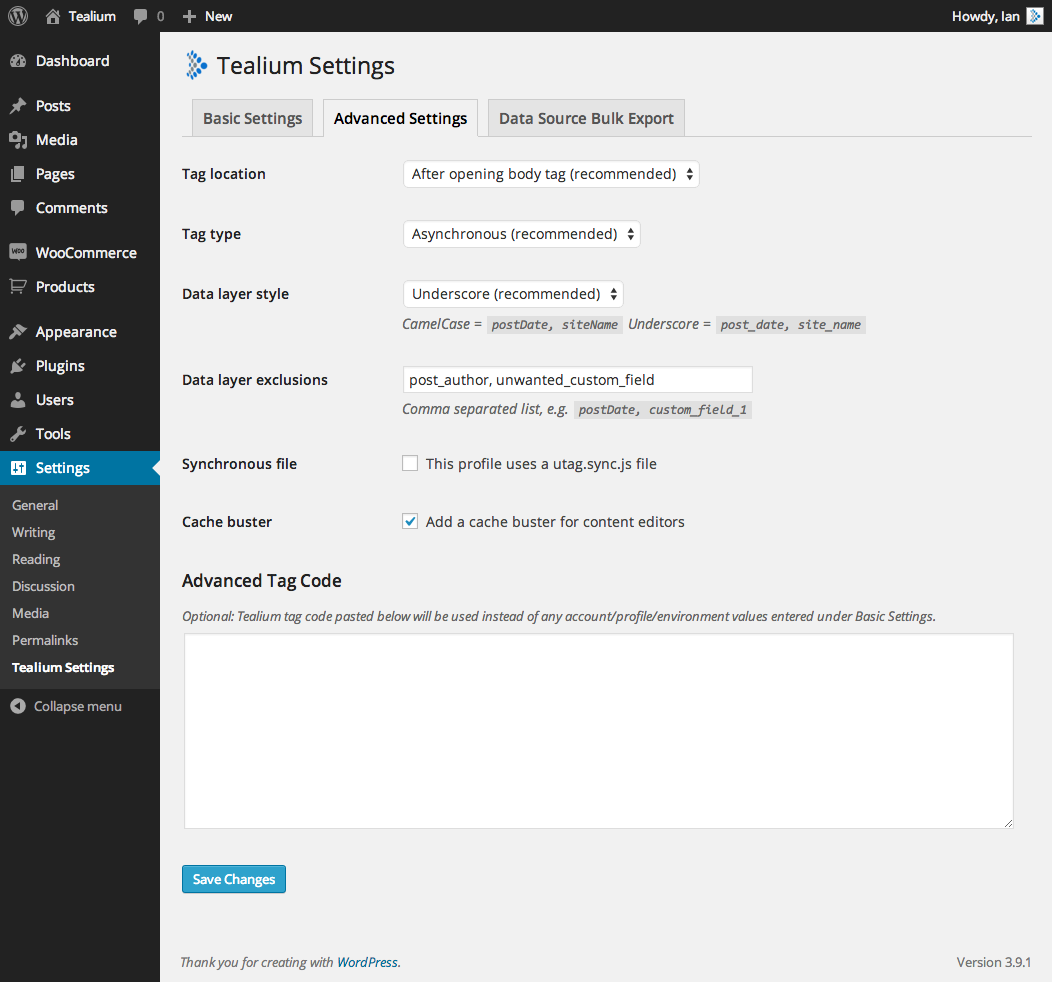 Tealium 0 New Howdy, Ian
Dashboard
Posts
Media
Pages
Comments
WooCommerce
Products
Appearance
Plugins
Users
Tools
Settings
General
Writing
Reading
Discussion
Media
Permalinks
Tealium Settings
Collapse menu
Tealium Settings
Basic Settings Advanced Settings Data Source Bulk Export
Tag location After opening body tag (recommended)
Tag type Asynchronous (recommended)
Data layer style Underscore (recommended)
CamelCase = postDate, siteName Underscore = post_date, site_name
Data layer exclusions post_author, unwanted_custom_field
Comma separated list, e.g. postDate, custom_field_1
Synchronous file This profile uses a utag.sync.js file
Cache buster Add a cache buster for content editors
Advanced Tag Code
Optional: Tealium tag code pasted below will be used instead of any account/profile/environment values entered under Basic Settings.
Save Changes
Thank you for creating with WordPress. Version 3.9.1